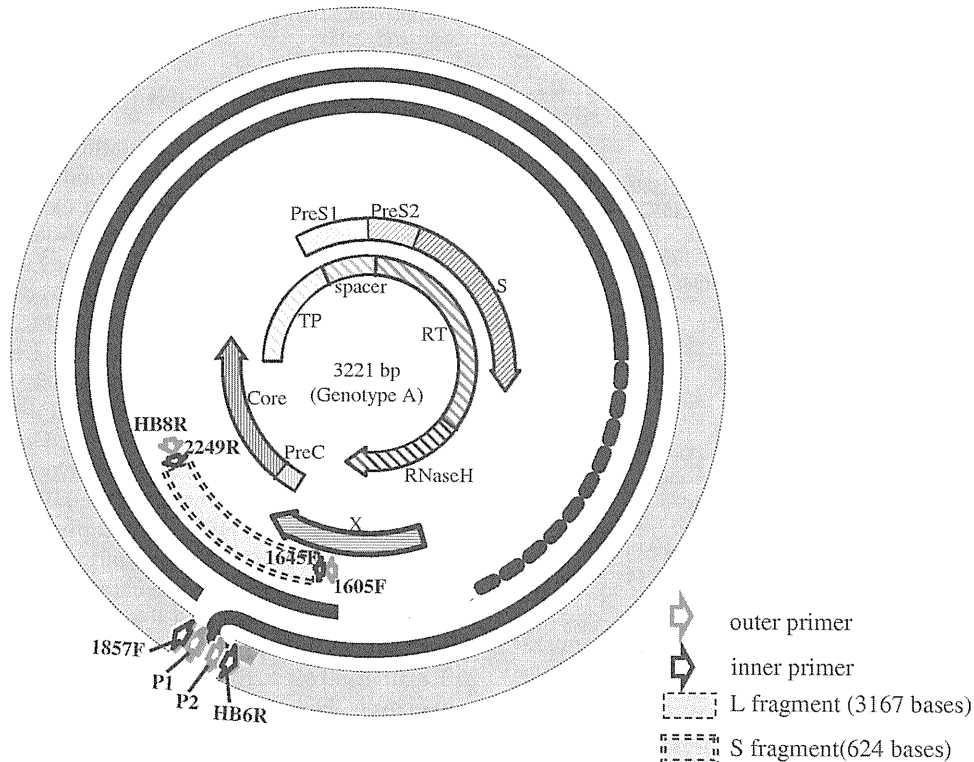 PreS1
PreS2
S
spacer
TP
RT
3221 bp
(Genotype A)
Core
HB8R
2249R
PreC
RNaseH
X
1645F
1605F
1857F
P1
P2
HB6R
outer primer
inner primer
L fragment (3167 bases)
S fragment(624 bases)